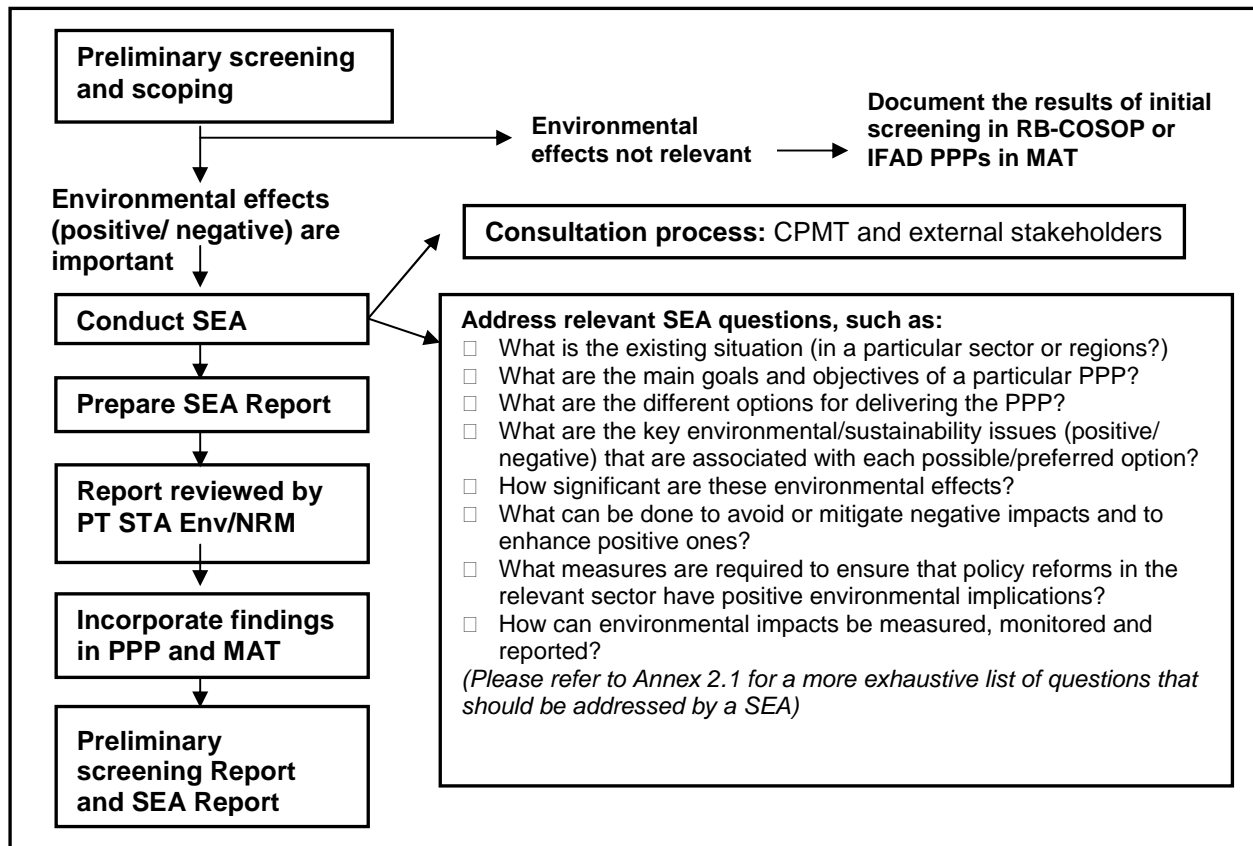 Preliminary screening
and scoping
Environmental
effects not relevant
Document the results of initial
screening in RB-COSOP or
IFAD PPPs in MAT
Environmental effects
(positive/ negative) are
important
Consultation process: CPMT and external stakeholders
Conduct SEA
Address relevant SEA questions, such as:
□ What is the existing situation (in a particular sector or regions?)
□ What are the main goals and objectives of a particular PPP?
□ What are the different options for delivering the PPP?
□ What are the key environmental/sustainability issues (positive/
negative) that are associated with each possible/preferred option?
□ How significant are these environmental effects?
□ What can be done to avoid or mitigate negative impacts and to
enhance positive ones?
□ What measures are required to ensure that policy reforms in the
relevant sector have positive environmental implications?
□ How can environmental impacts be measured, monitored and
reported?
(Please refer to Annex 2.1 for a more exhaustive list of questions that
should be addressed by a SEA)
Prepare SEA Report
Report reviewed by
PT STA Env/NRM
Incorporate findings
in PPP and MAT
Preliminary
screening Report
and SEA Report